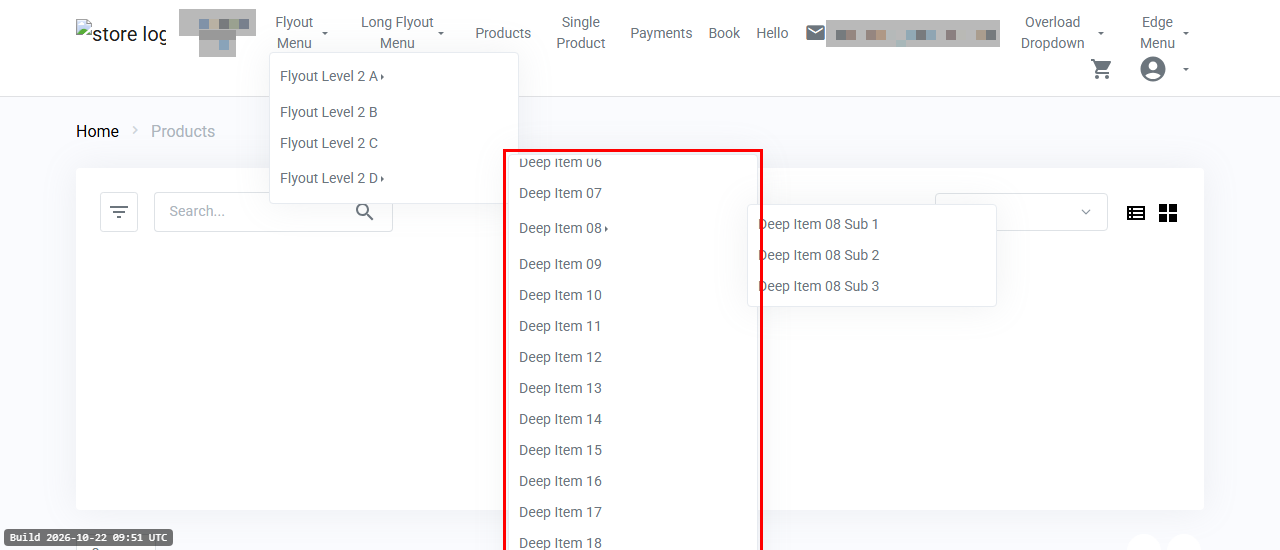 store log
Flyout
Menu
Long Flyout
Menu
Products
Single
Product
Payments
Book
Hello
Overload
Dropdown
Edge
Menu
Flyout Level 2 A
Flyout Level 2 B
Flyout Level 2 C
Flyout Level 2 D
Home
Products
Search...
Deep Item 06
Deep Item 07
Deep Item 08
Deep Item 09
Deep Item 10
Deep Item 11
Deep Item 12
Deep Item 13
Deep Item 14
Deep Item 15
Deep Item 16
Deep Item 17
Deep Item 18
Deep Item 08 Sub 1
Deep Item 08 Sub 2
Deep Item 08 Sub 3
Build 2026-10-22 09:51 UTC